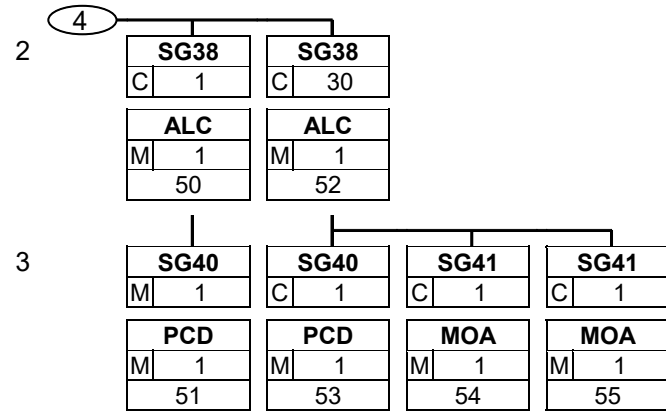 4
2
SG38 SG38
C 1 C 30
ALC ALC
M 1 M 1
50 52
3
SG40 SG40 SG41 SG41
M 1 C 1 C 1 C 1
PCD PCD MOA MOA
M 1 M 1 M 1 M 1
51 53 54 55